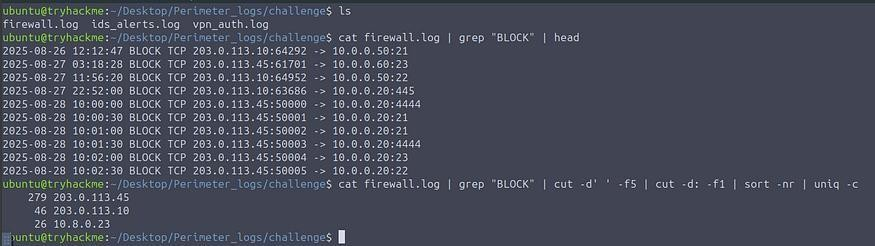 ubuntu@tryhackme:~/Desktop/Perimeter_logs/challenge$ ls
firewall.log  ids_alerts.log  vpn_auth.log
ubuntu@tryhackme:~/Desktop/Perimeter_logs/challenge$ cat firewall.log | grep "BLOCK" | head
2025-08-26 12:12:47 BLOCK TCP 203.0.113.10:64292 -> 10.0.0.50:21
2025-08-27 03:18:28 BLOCK TCP 203.0.113.45:61701 -> 10.0.0.60:23
2025-08-27 11:56:20 BLOCK TCP 203.0.113.10:64952 -> 10.0.0.50:22
2025-08-27 22:52:00 BLOCK TCP 203.0.113.10:63686 -> 10.0.0.20:445
2025-08-28 10:00:00 BLOCK TCP 203.0.113.45:50000 -> 10.0.0.20:4444
2025-08-28 10:00:30 BLOCK TCP 203.0.113.45:50001 -> 10.0.0.20:21
2025-08-28 10:01:00 BLOCK TCP 203.0.113.45:50002 -> 10.0.0.20:21
2025-08-28 10:01:30 BLOCK TCP 203.0.113.45:50003 -> 10.0.0.20:4444
2025-08-28 10:02:00 BLOCK TCP 203.0.113.45:50004 -> 10.0.0.20:23
2025-08-28 10:02:30 BLOCK TCP 203.0.113.45:50005 -> 10.0.0.20:22
ubuntu@tryhackme:~/Desktop/Perimeter_logs/challenge$ cat firewall.log | grep "BLOCK" | cut -d' ' -f5 | cut -d: -f1 | sort -nr | uniq -c
    279 203.0.113.45
     46 203.0.113.10
     26 10.8.0.23
ubuntu@tryhackme:~/Desktop/Perimeter_logs/challenge$